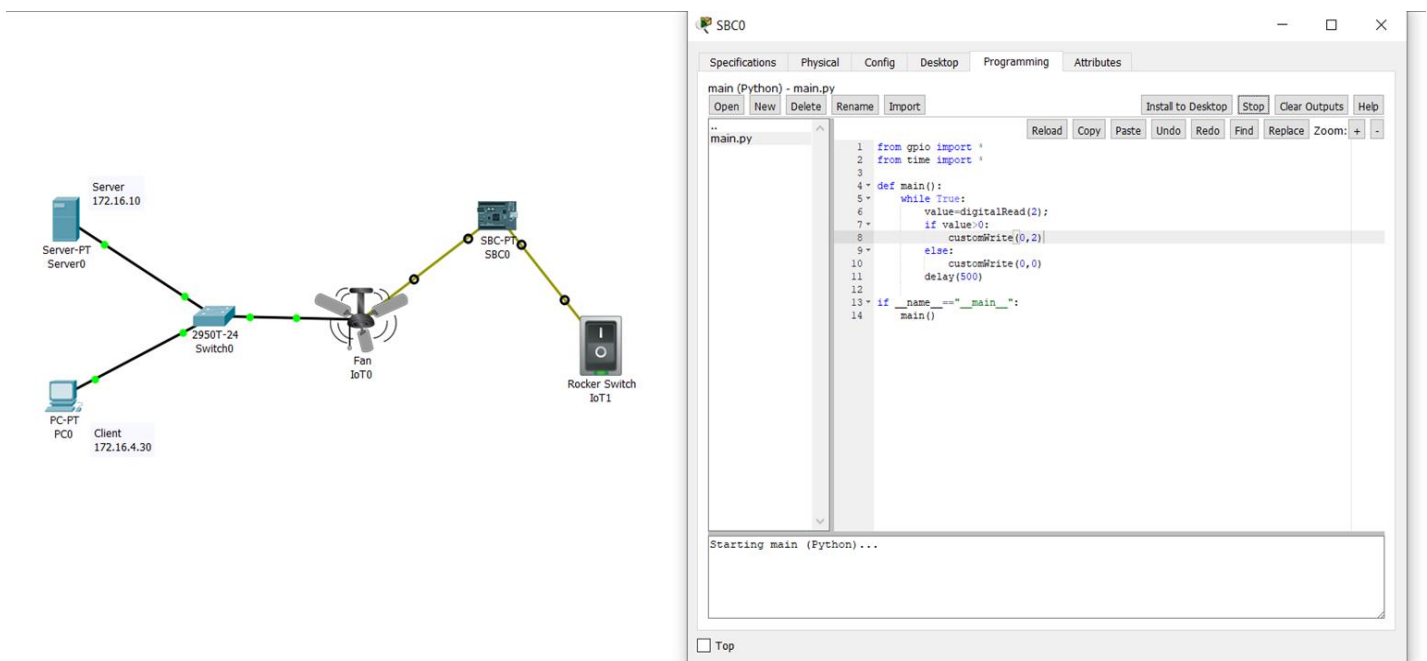 Server
172.16.10
Server-PT
Server0
2950T-24
Switch0
PC-PT
PC0
Client
172.16.4.30
Fan
IoT0
SBC-PT
SBC0
Rocker Switch
IoT1
SBC0
Specifications Physical Config Desktop Programming Attributes
main (Python) - main.py
Open New Delete Rename Import Install to Desktop Stop Clear Outputs Help
Reload Copy Paste Undo Redo Find Replace Zoom: + -
..
main.py
1 from gpio import *
2 from time import *
3
4 def main():
5 while True:
6 value=digitalRead(2);
7 if value>0:
8 customWrite(0,2)
9 else:
10 customWrite(0,0)
11 delay(500)
12
13 if __name__=="__main__":
14 main()
Starting main (Python)...
Top